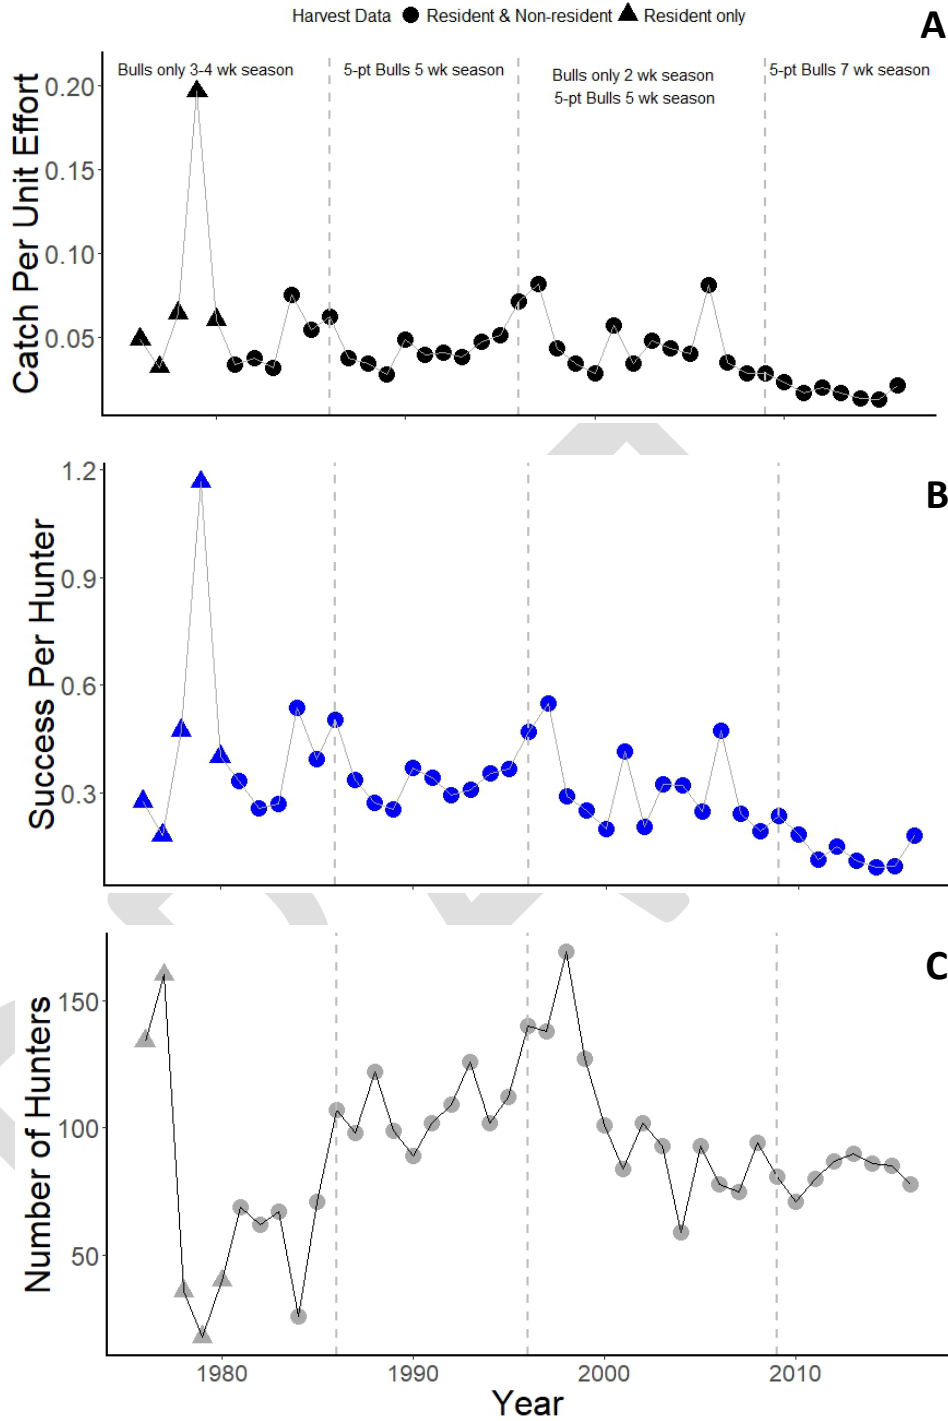 Harvest Data Resident & Non-resident Resident only
A
Bulls only 3-4 wk season
5-pt Bulls 5 wk season
Bulls only 2 wk season
5-pt Bulls 5 wk season
5-pt Bulls 7 wk season
Catch Per Unit Effort
0.20
0.15
0.10
0.05
B
Success Per Hunter
1.2
0.9
0.6
0.3
C
Number of Hunters
150
100
50
1980 1990 2000 2010
Year